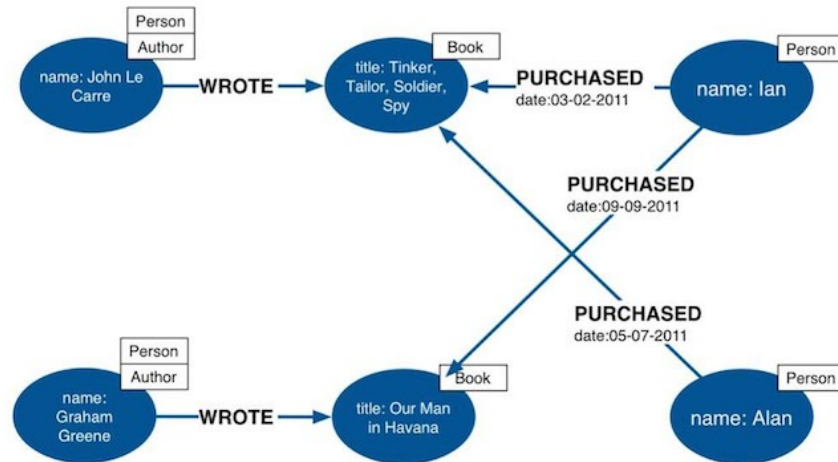 Person
Author
name: John Le
Carre
WROTE
Book
title: Tinker,
Tailor, Soldier,
Spy
PURCHASED
date:03-02-2011
Person
name: Ian
PURCHASED
date:09-09-2011
PURCHASED
date:05-07-2011
Person
Author
name:
Graham
Greene
WROTE
Book
title: Our Man
in Havana
Person
name: Alan